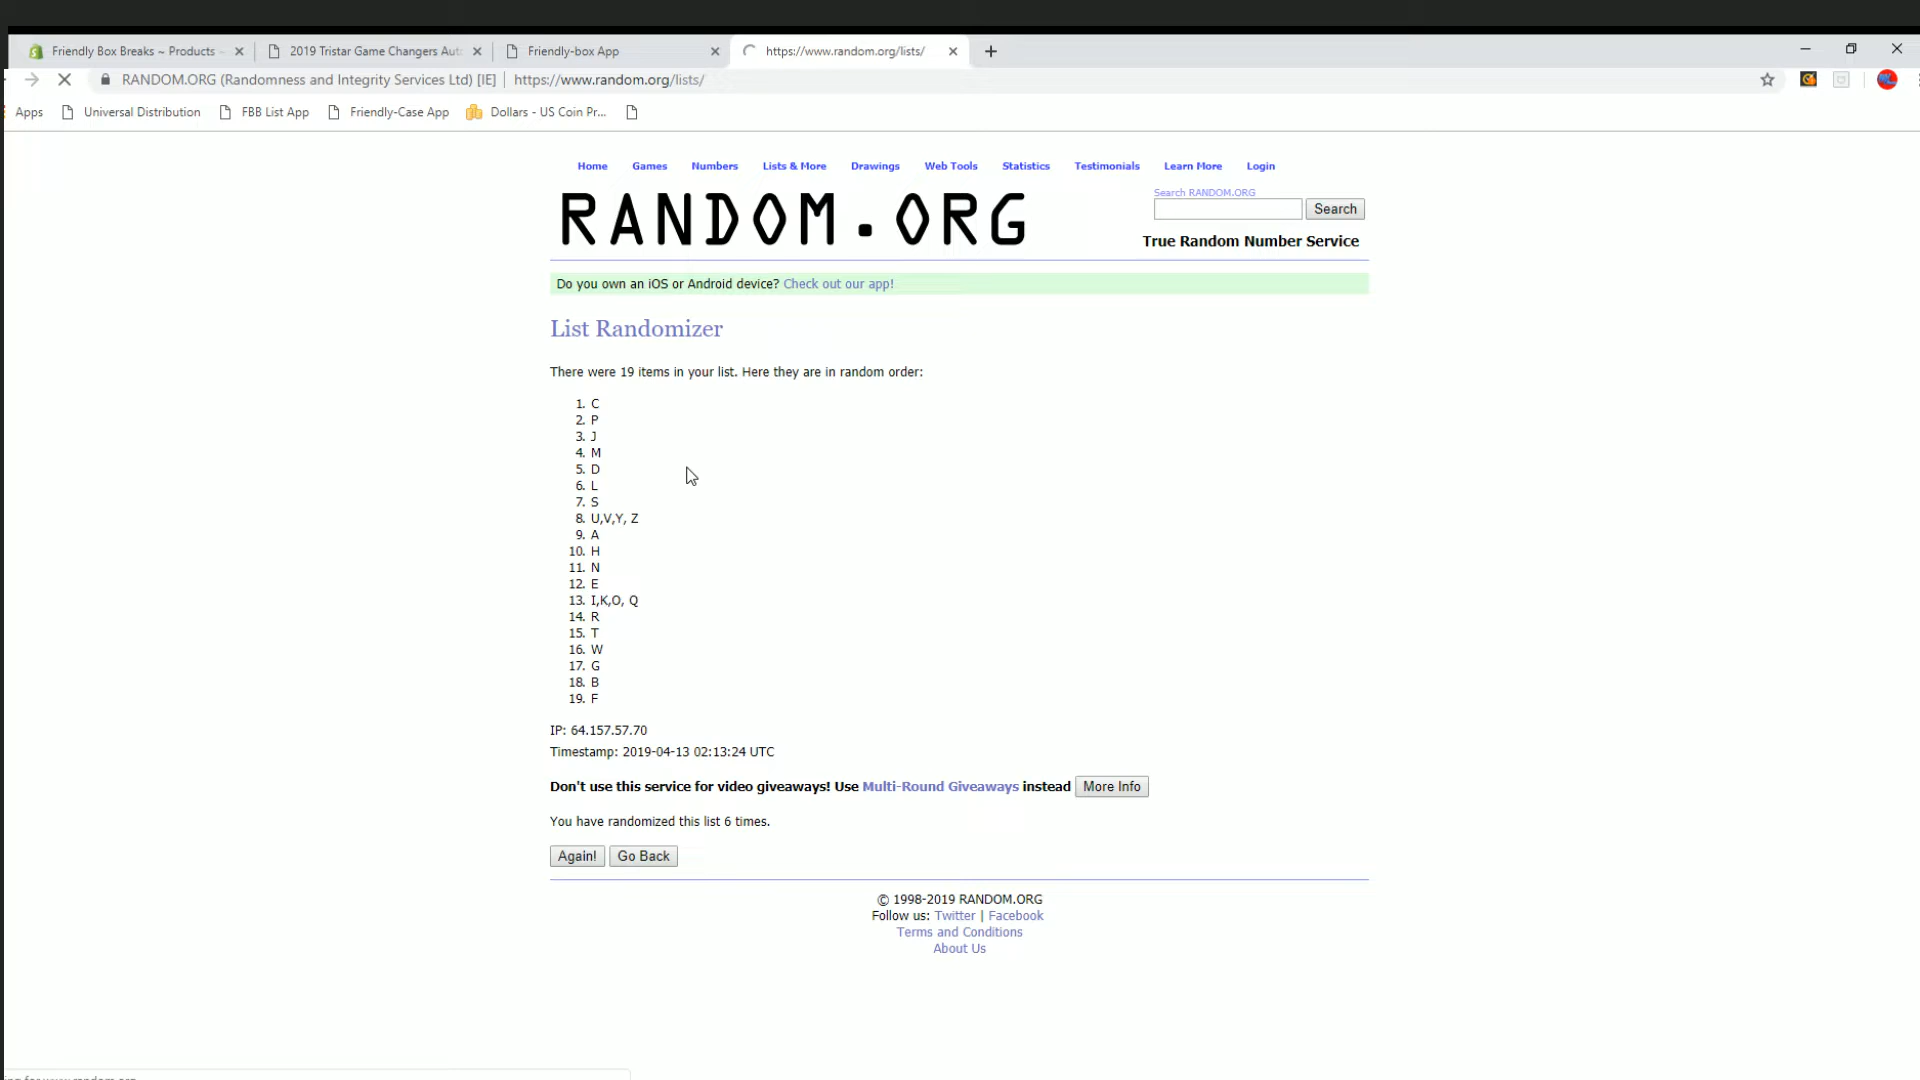 Friendly Box Breaks ~ Products
2019 Tristar Game Changers Aut
Friendly-box App
https://www.random.org/lists/
RANDOM.ORG (Randomness and Integrity Services Ltd) [IE] | https://www.random.org/lists/
Apps
Universal Distribution
FBB List App
Friendly-Case App
Dollars - US Coin Pr...
Home Games Numbers Lists & More Drawings Web Tools Statistics Testimonials Learn More Login
RANDOM.ORG
Search RANDOM.ORG
Search
True Random Number Service
Do you own an iOS or Android device? Check out our app!
List Randomizer
There were 19 items in your list. Here they are in random order:
1. C
2. P
3. J
4. M
5. D
6. L
7. S
8. U,V,Y, Z
9. A
10. H
11. N
12. E
13. I,K,O, Q
14. R
15. T
16. W
17. G
18. B
19. F
IP: 64.157.57.70
Timestamp: 2019-04-13 02:13:24 UTC
Don't use this service for video giveaways! Use Multi-Round Giveaways instead More Info
You have randomized this list 6 times.
Again! Go Back
© 1998-2019 RANDOM.ORG
Follow us: Twitter | Facebook
Terms and Conditions
About Us